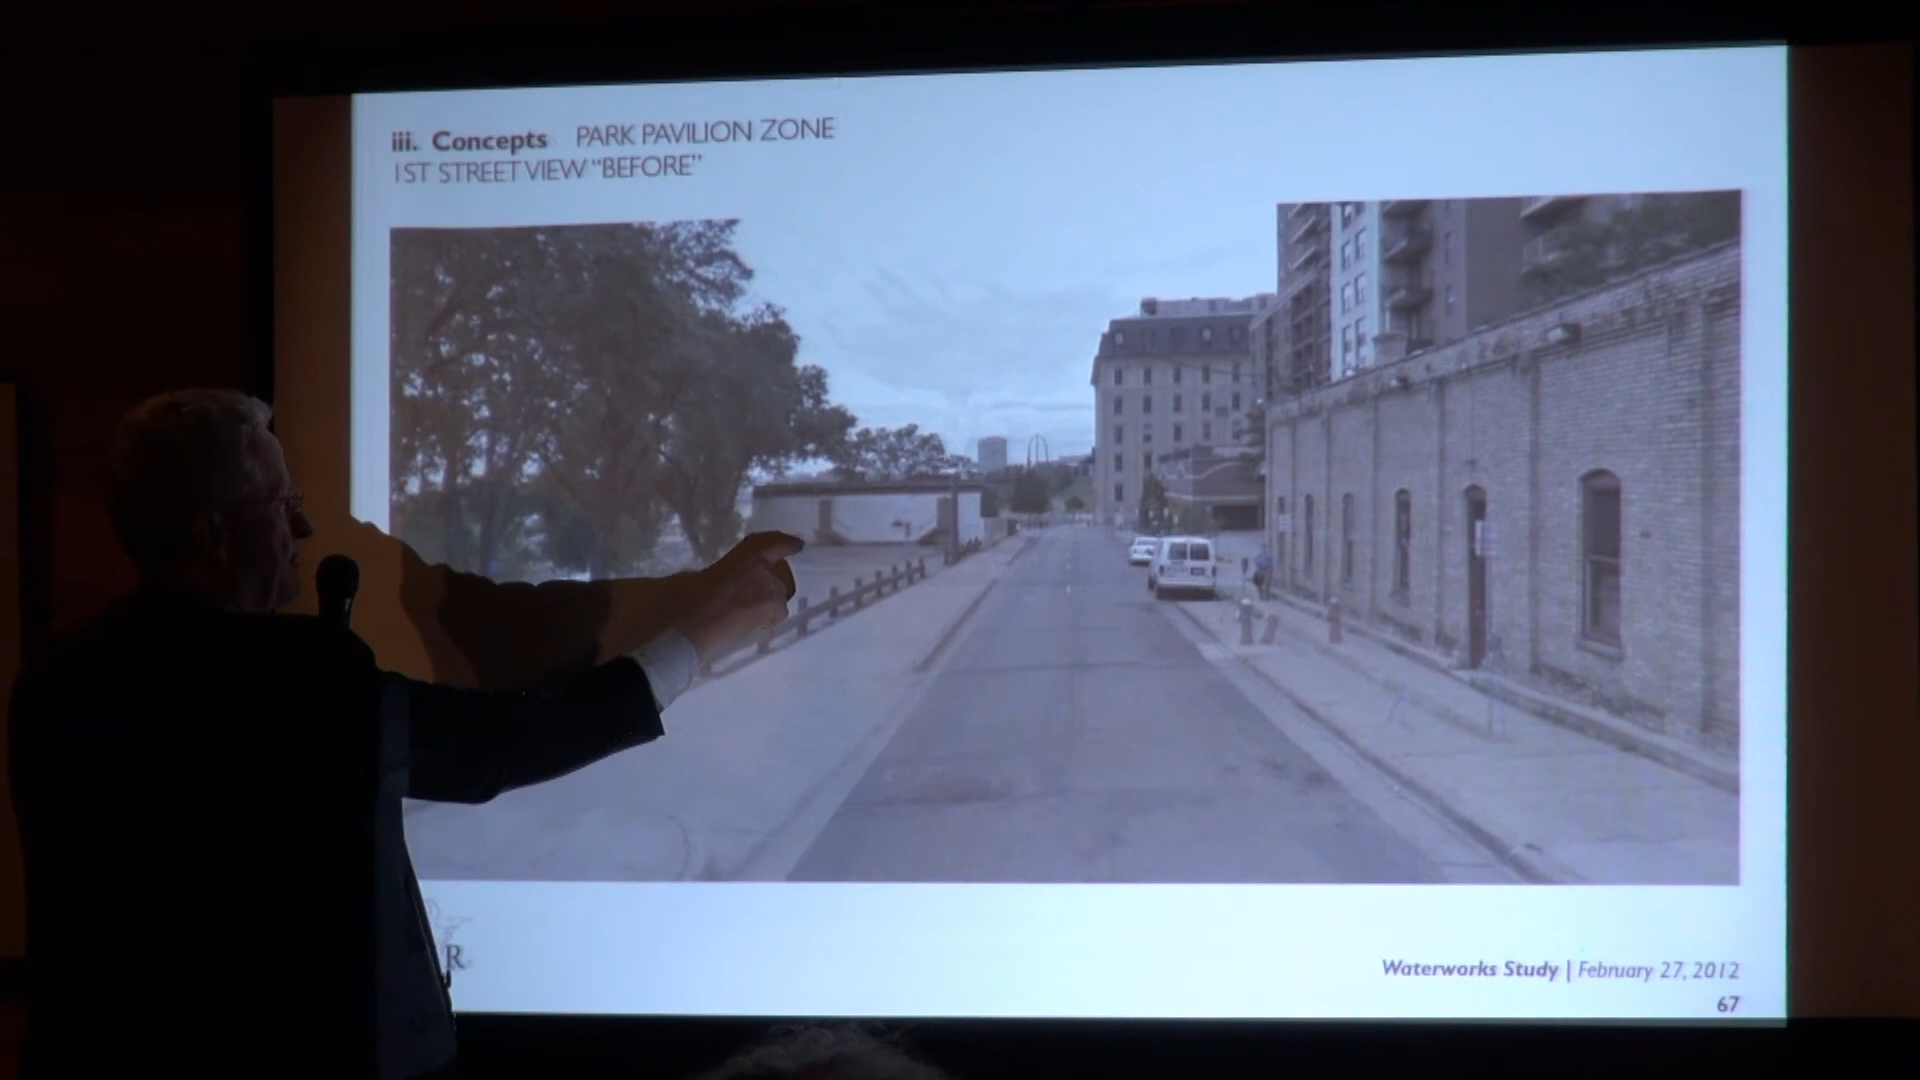 iii. Concepts PARK PAVILION ZONE
1ST STREET VIEW “BEFORE”
R
Waterworks Study | February 27, 2012
67